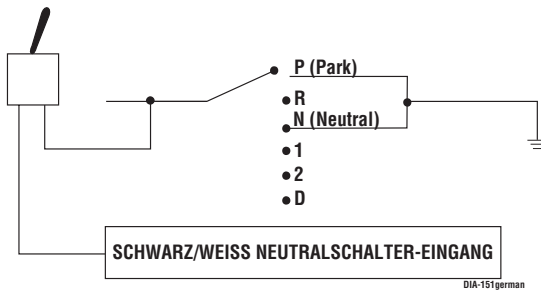 P (Park)
R
N (Neutral)
1
2
D
SCHWARZ/WEISS NEUTRALSCHALTER-EINGANG
DIA-151german